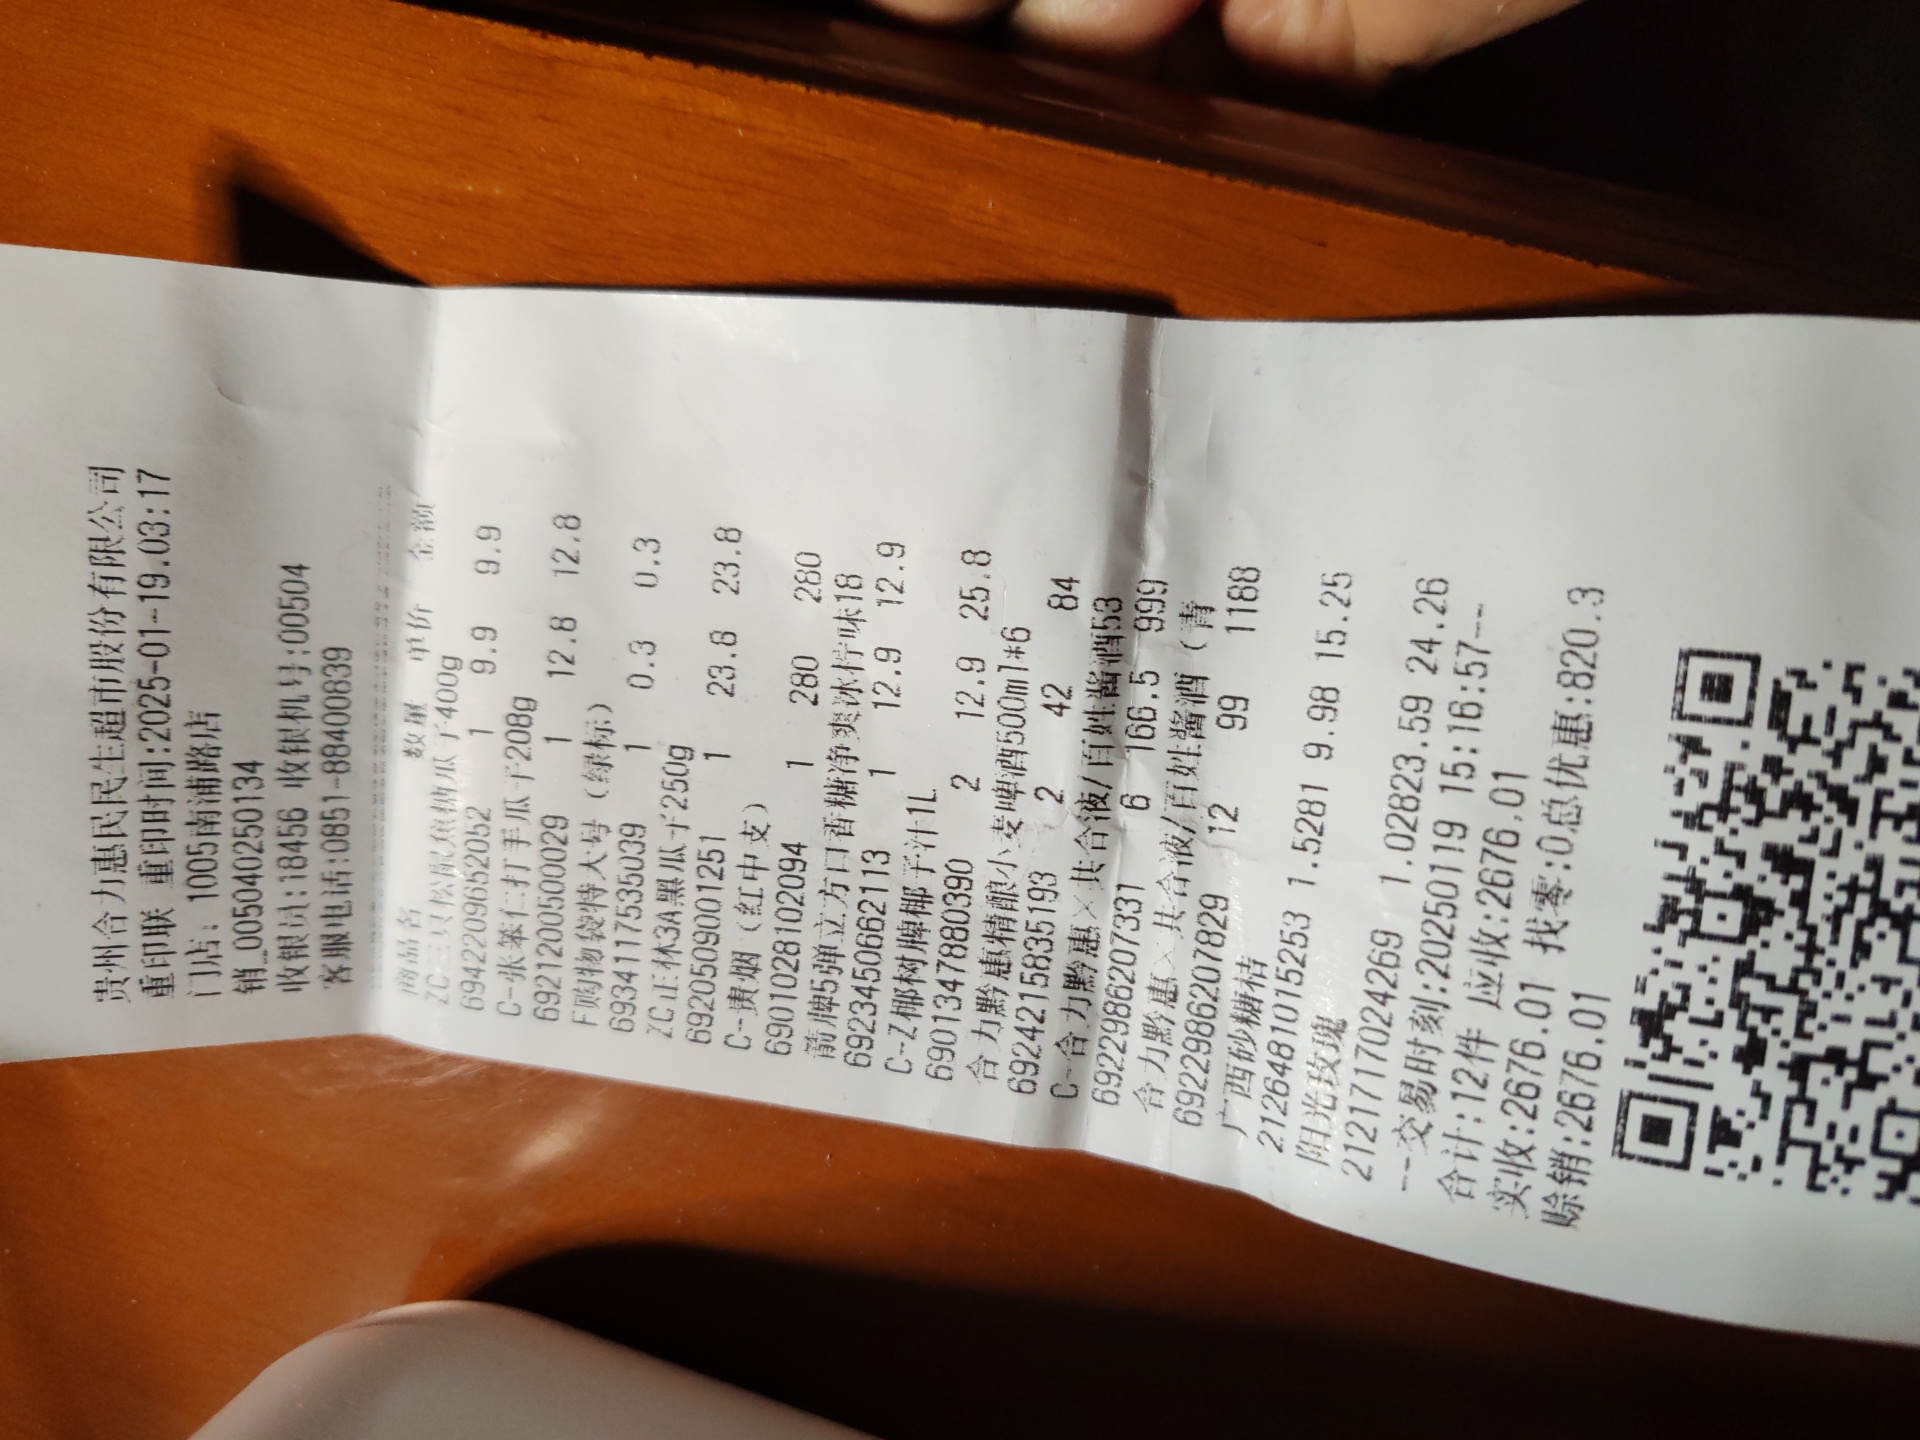 贵州合力惠民民生超市股份有限公司
重印联 重印时间:2025-01-19.03:17
门店: 1005南浦路店
销_005040250134
收银员:18456 收银机号:00504
客服电话:0851-88400839
商品名 数量 单价 金额
ZC-三只松鼠焦糖瓜子400g
6942209652052 1 9.9 9.9
C-张笨仁打手瓜子208g
6921200500029 1 12.8 12.8
F购物袋特大号(绿标)
6934117535039 1 0.3 0.3
ZC正林3A黑瓜子250g
6920509001251 1 23.8 23.8
C-贵烟(红中支)
6901028102094 1 280 280
箭牌5弹立方口香糖净爽冰柠味18
6923450662113 1 12.9 12.9
C-Z椰树牌椰子汁1L
6901347880390 2 12.9 25.8
合力黔惠精酿小麦啤酒500ml*6
6924215835193 2 42 84
C-合力黔惠×共合液/百姓酱酒53
6922986207331 6 166.5 999
合力黔惠×共合液/百姓酱酒(青
6922986207829 12 99 1188
广西砂糖桔
2126481015253 1.5281 9.98 15.25
阳光玫瑰
2121717024269 1.02823.59 24.26
--交易时刻:20250119 15:16:57--
合计:12件 应收:2676.01
实收:2676.01 找零:0总优惠:820.3
赊销:2676.01